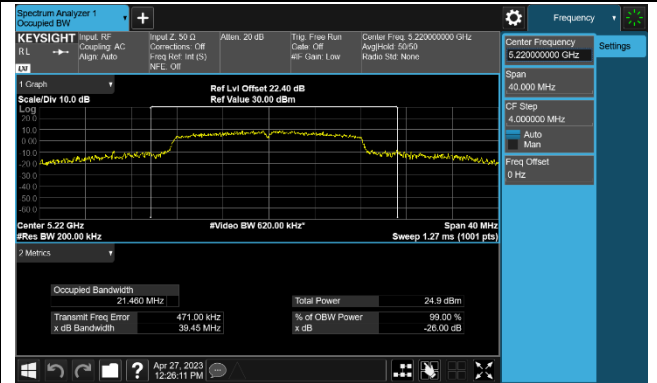 Spectrum Analyzer 1
Occupied BW
Frequency
KEYSIGHT
RL
LXI
Input: RF
Coupling: AC
Align: Auto
Input Z: 50 Ω
Corrections: Off
Freq Ref: Int (S)
NFE: Off
Atten: 20 dB
Trig: Free Run
Gate: Off
#IF Gain: Low
Center Freq: 5.220000000 GHz
Avg|Hold: 50/50
Radio Std: None
Center Frequency
5.220000000 GHz
Settings
Span
40.000 MHz
CF Step
4.000000 MHz
Auto
Man
Freq Offset
0 Hz
1 Graph
Scale/Div 10.0 dB
Ref Lvl Offset 22.40 dB
Ref Value 30.00 dBm
Log
20.0
10.0
0.00
-10.0
-20.0
-30.0
-40.0
-50.0
-60.0
Center 5.22 GHz
#Res BW 200.00 kHz
#Video BW 620.00 kHz*
Span 40 MHz
Sweep 1.27 ms (1001 pts)
2 Metrics
Occupied Bandwidth
21.460 MHz
Total Power 24.9 dBm
Transmit Freq Error 471.00 kHz
% of OBW Power 99.00 %
x dB Bandwidth 39.45 MHz
x dB -26.00 dB
?
Apr 27, 2023
12:26:11 PM